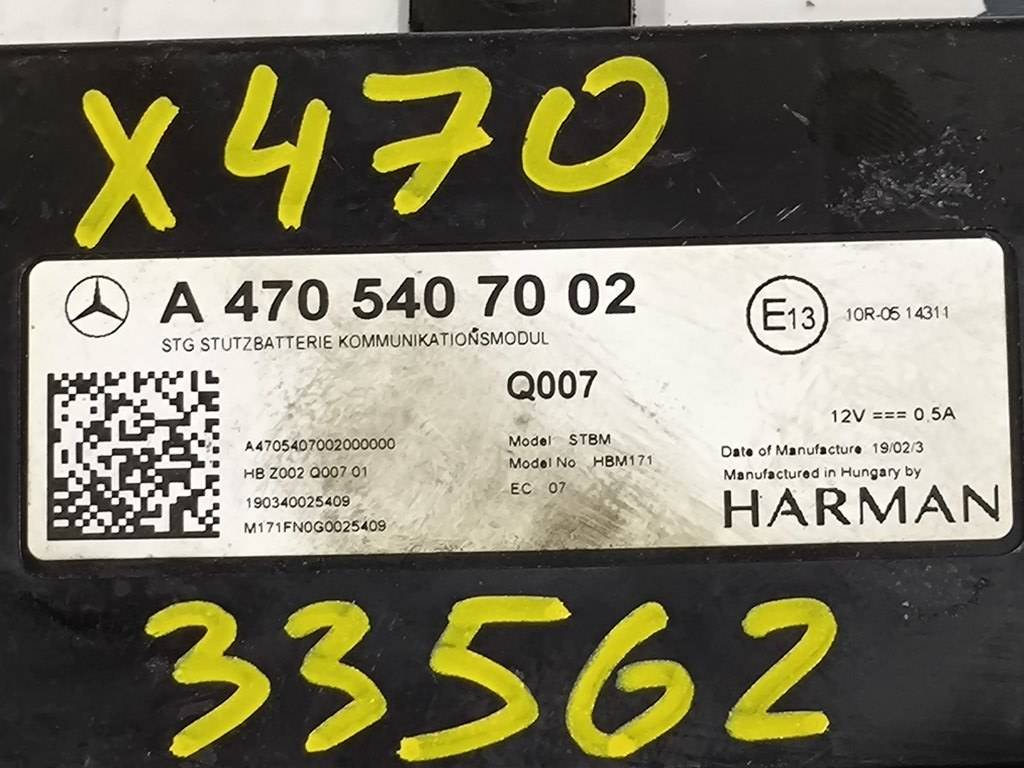 X470
A 470 540 70 02
STG STUTZBATTERIE KOMMUNIKATIONSMODUL
E13
10R-05 14311
Q007
12V === 0.5A
A4705407002000000
HB Z002 Q007 01
190340025409
M171FN0G0025409
Model STBM
Model No HBM171
EC 07
Date of Manufacture 19/02/3
Manufactured in Hungary by
HARMAN
33562